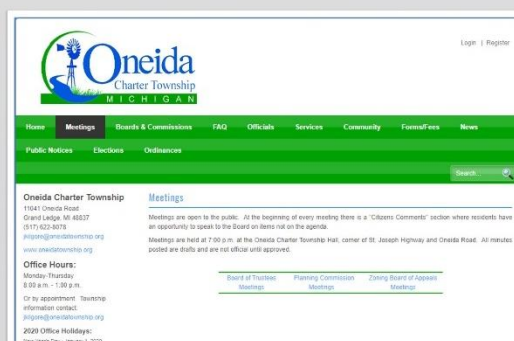 Login | Register
Oneida
Charter Township
MICHIGAN
Home Meetings Boards & Commissions FAQ Officials Services Community Forms/Fees News
Public Notices Elections Ordinances
Search...
Oneida Charter Township
11041 Oneida Road
Grand Ledge, MI 48837
(517) 622-8078
jkilgore@oneidatownship.org
www.oneidatownship.org
Office Hours:
Monday-Thursday
8:00 a.m. - 1:00 p.m.
Or by appointment. Township
information contact:
jkilgore@oneidatownship.org
2020 Office Holidays:
Meetings
Meetings are open to the public. At the beginning of every meeting there is a "Citizens Comments" section where residents have
an opportunity to speak to the Board on items not on the agenda.
Meetings are held at 7:00 p.m. at the Oneida Charter Township Hall, corner of St. Joseph Highway and Oneida Road. All minutes
posted are drafts and are not official until approved.
Board of Trustees Planning Commission Zoning Board of Appeals
Meetings Meetings Meetings